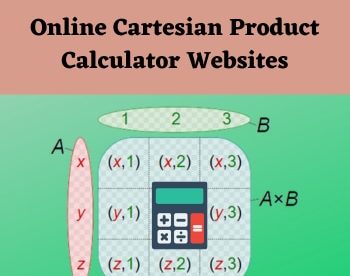 Online Cartesian Product
Calculator Websites
1 2 3 B
A
x (x,1) (x,2) (x,3)
A×B
y (y,1) (y,3)
z (z,1) (z,2) (z,3)